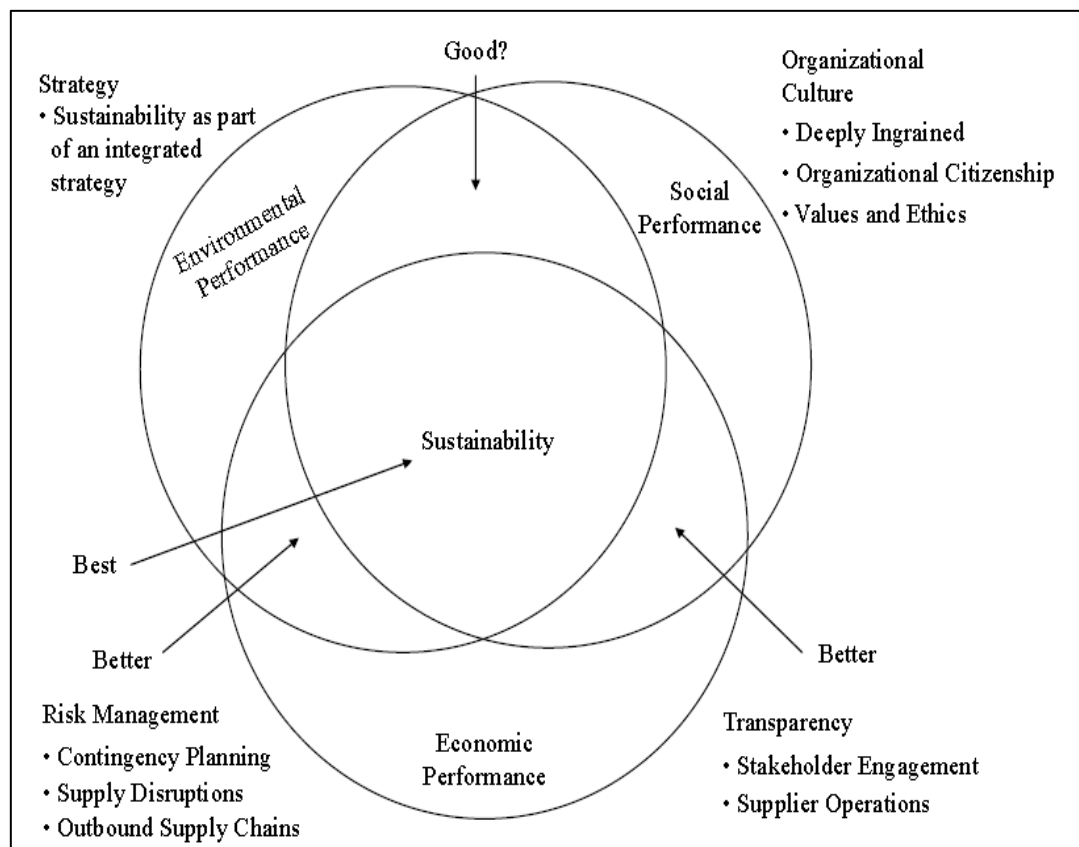 Good?
Strategy
• Sustainability as part
of an integrated
strategy
Organizational
Culture
• Deeply Ingrained
• Organizational Citizenship
• Values and Ethics
Environmental
Performance
Social
Performance
Sustainability
Best
Better
Better
Risk Management
• Contingency Planning
• Supply Disruptions
• Outbound Supply Chains
Economic
Performance
Transparency
• Stakeholder Engagement
• Supplier Operations